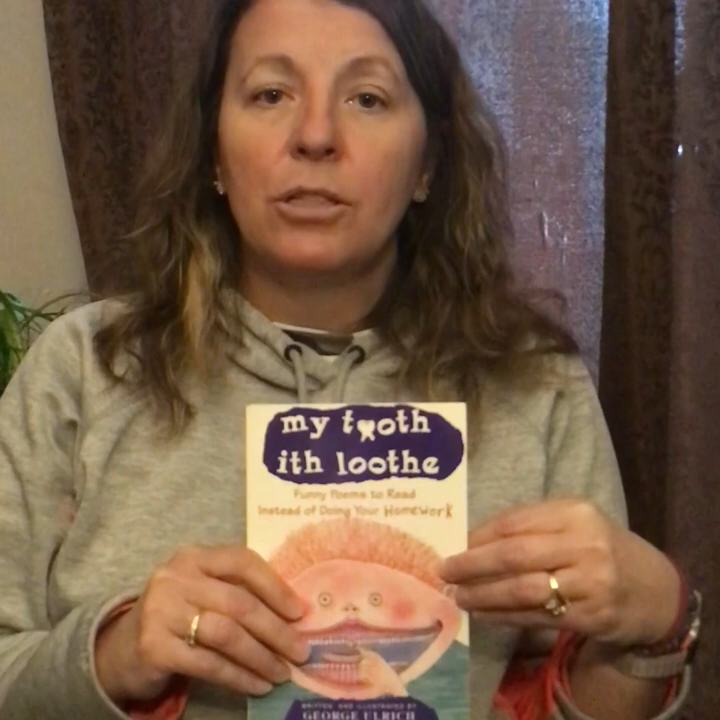 my tooth
ith loothe
Funny Poems to Read
Instead of Doing Your Homework
WRITTEN AND ILLUSTRATED BY
GEORGE ULRICH